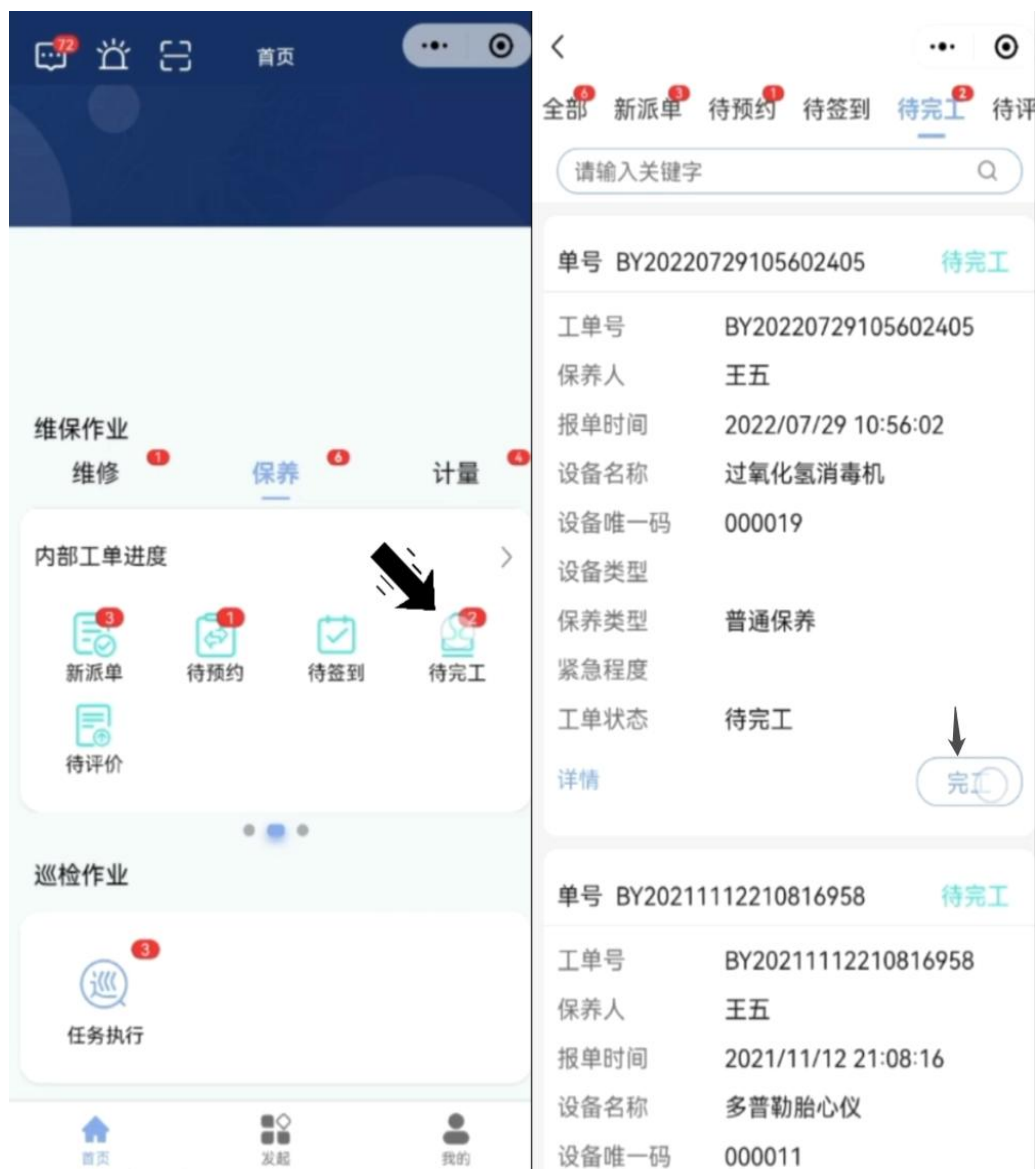 72
首页
维保作业
维修 1
保养 6
计量 4
内部工单进度
3 1 2
新派单 待预约 待签到 待完工
待评价
巡检作业
3
巡
任务执行
首页 发起 我的
6 3 1 2
全部 新派单 待预约 待签到 待完工 待评
请输入关键字
单号 BY20220729105602405 待完工
工单号 BY20220729105602405
保养人 王五
报单时间 2022/07/29 10:56:02
设备名称 过氧化氢消毒机
设备唯一码 000019
设备类型
保养类型 普通保养
紧急程度
工单状态 待完工
详情 完工
单号 BY20211112210816958 待完工
工单号 BY20211112210816958
保养人 王五
报单时间 2021/11/12 21:08:16
设备名称 多普勒胎心仪
设备唯一码 000011